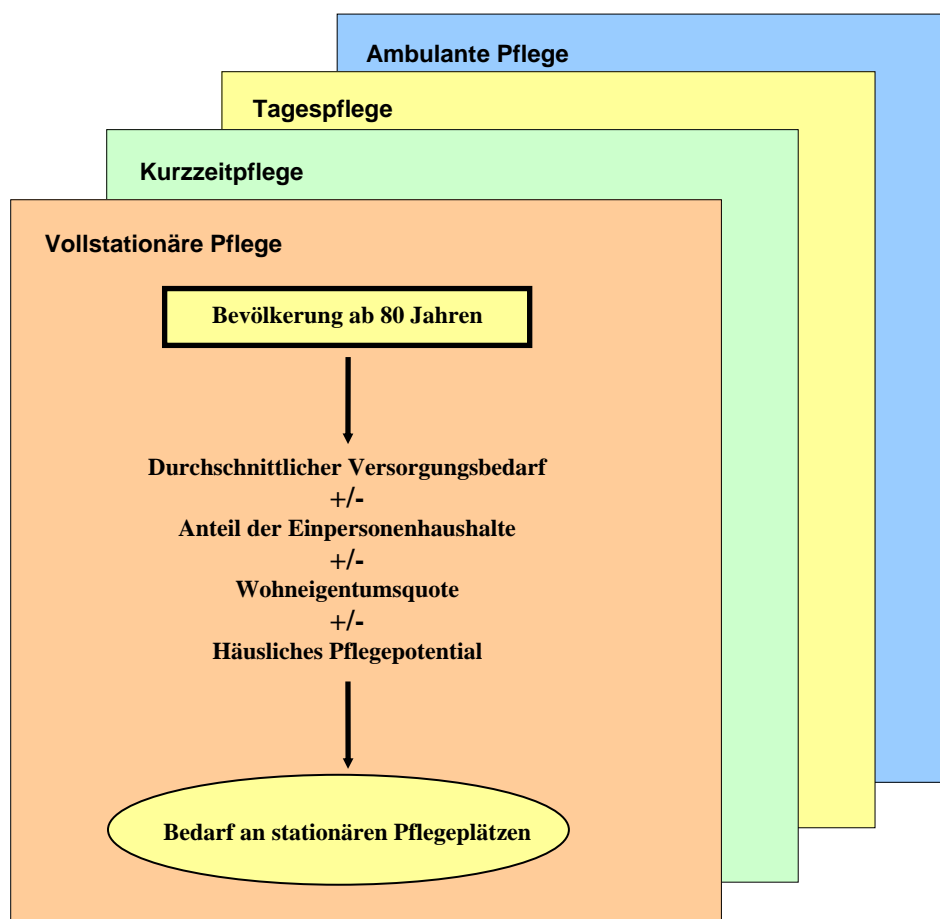 Ambulante Pflege
Tagespflege
Kurzzeitpflege
Vollstationäre Pflege
Bevölkerung ab 80 Jahren
Durchschnittlicher Versorgungsbedarf
+/-
Anteil der Einpersonenhaushalte
+/-
Wohneigentumsquote
+/-
Häusliches Pflegepotential
Bedarf an stationären Pflegeplätzen